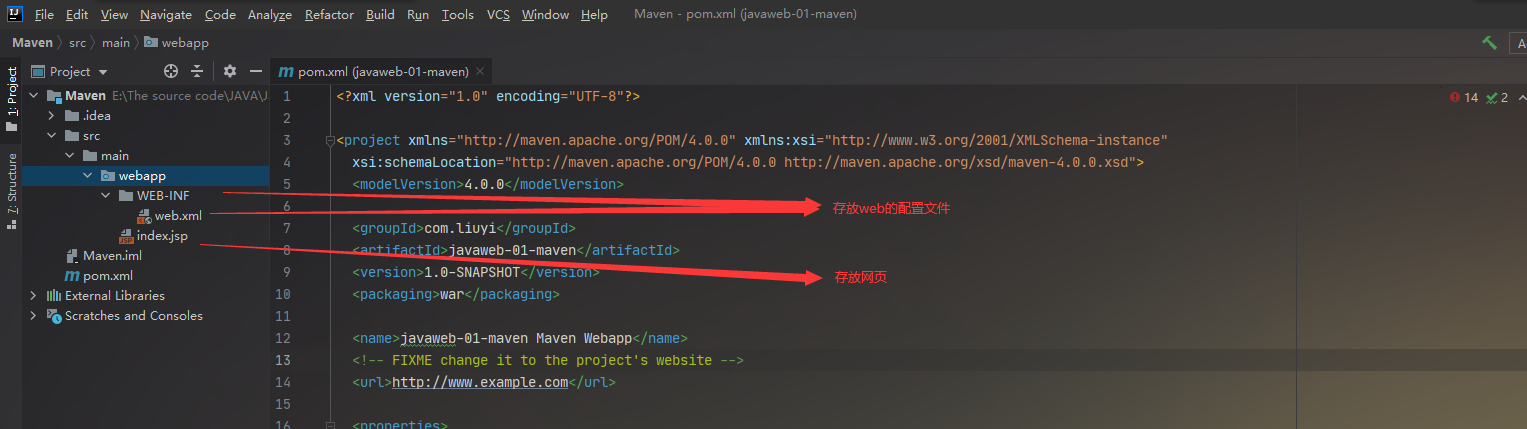 File Edit View Navigate Code Analyze Refactor Build Run Tools VCS Window Help Maven - pom.xml (javaweb-01-maven)
Maven src main webapp A
1: Project
7: Structure
Project
Maven E:\The source code\JAVA\J
.idea
src
main
webapp
WEB-INF
web.xml
index.jsp
Maven.iml
pom.xml
External Libraries
Scratches and Consoles
pom.xml (javaweb-01-maven)
14 2
1 <?xml version="1.0" encoding="UTF-8"?>
2
3 <project xmlns="http://maven.apache.org/POM/4.0.0" xmlns:xsi="http://www.w3.org/2001/XMLSchema-instance"
4 xsi:schemaLocation="http://maven.apache.org/POM/4.0.0 http://maven.apache.org/xsd/maven-4.0.0.xsd">
5 <modelVersion>4.0.0</modelVersion>
6
存放web的配置文件
7 <groupId>com.liuyi</groupId>
8 <artifactId>javaweb-01-maven</artifactId>
9 <version>1.0-SNAPSHOT</version>
存放网页
10 <packaging>war</packaging>
11
12 <name>javaweb-01-maven Maven Webapp</name>
13 <!-- FIXME change it to the project's website -->
14 <url>http://www.example.com</url>
15
16 <properties>